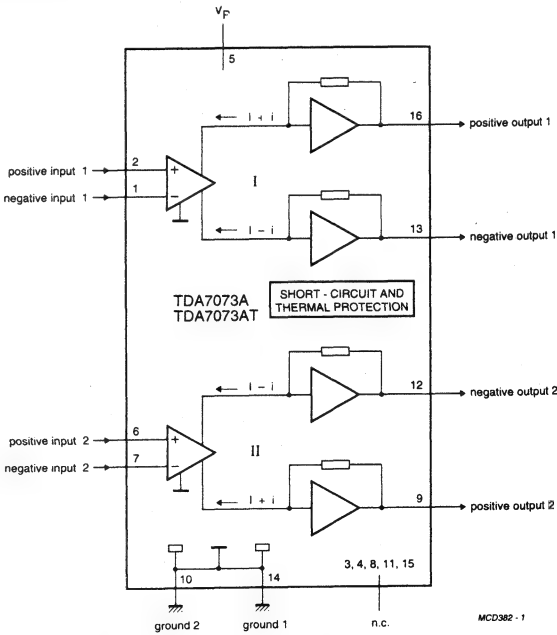 VP
5
I + i
16
positive output 1
positive input 1
2
+
negative input 1
1
−
I
I − i
13
negative output 1
TDA7073A
TDA7073AT
SHORT - CIRCUIT AND
THERMAL PROTECTION
I − i
12
negative output 2
positive input 2
6
+
negative input 2
7
−
II
I + i
9
positive output 2
10
14
3, 4, 8, 11, 15
ground 2
ground 1
n.c.
MCD382 - 1